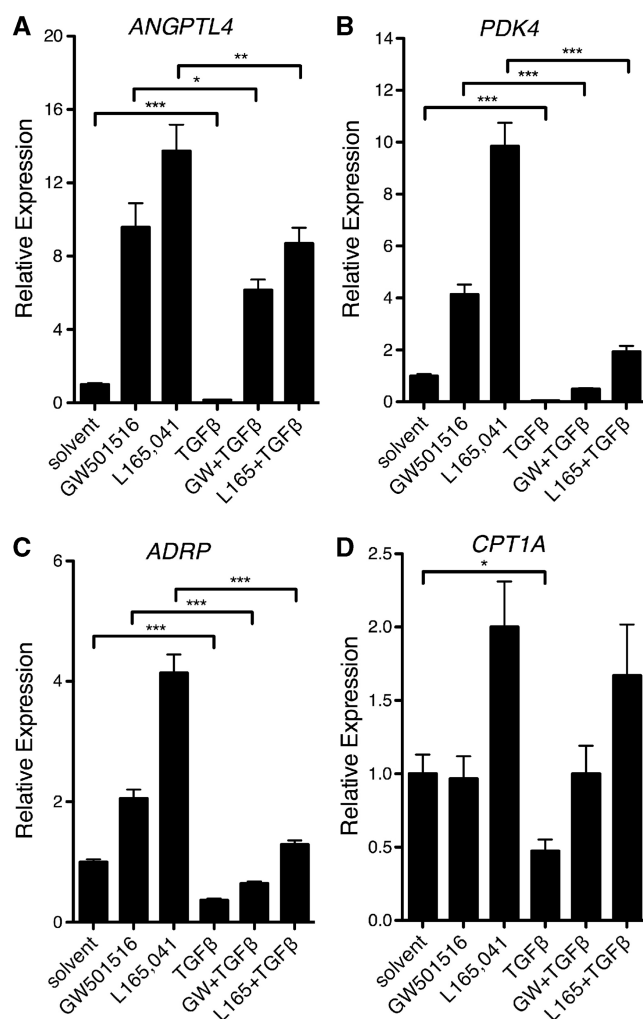 A
ANGPTL4
20
16
12
8
4
0
Relative Expression
***
*
**
solvent
GW501516
L165,041
TGFβ
GW+TGFβ
L165+TGFβ
B
PDK4
14
12
10
8
6
4
2
0
Relative Expression
***
***
***
solvent
GW501516
L165,041
TGFβ
GW+TGFβ
L165+TGFβ
C
ADRP
6
4
2
0
Relative Expression
***
***
***
solvent
GW501516
L165,041
TGFβ
GW+TGFβ
L165+TGFβ
D
CPT1A
2.5
2.0
1.5
1.0
0.5
0.0
Relative Expression
*
solvent
GW501516
L165,041
TGFβ
GW+TGFβ
L165+TGFβ